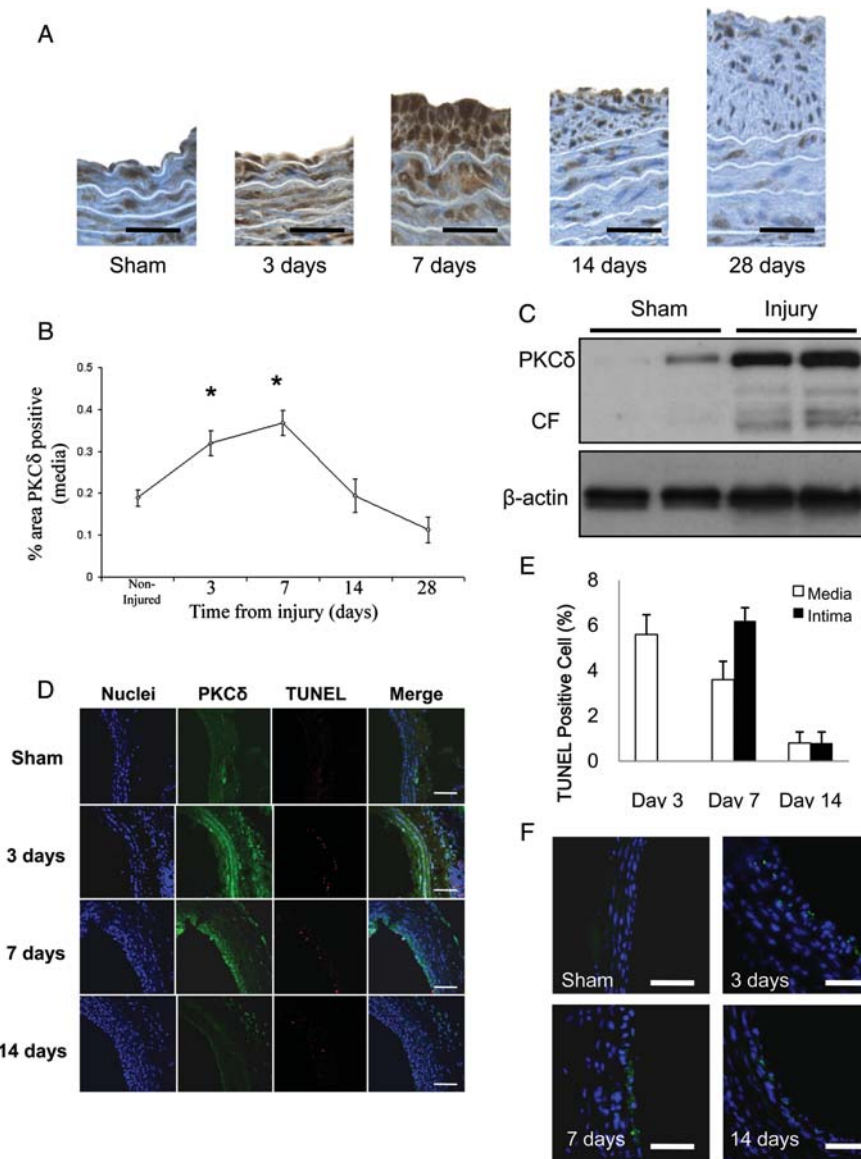 A
Sham
3 days
7 days
14 days
28 days
B
% area PKCδ positive
(media)
0.5
0.4
0.3
0.2
0.1
0
*
*
Non-
Injured
3
7
14
28
Time from injury (days)
C
Sham
Injury
PKCδ
CF
β-actin
D
Nuclei
PKCδ
TUNEL
Merge
Sham
3 days
7 days
14 days
E
TUNEL Positive Cell (%)
8
6
4
2
0
Media
Intima
Day 3
Day 7
Day 14
F
Sham
3 days
7 days
14 days